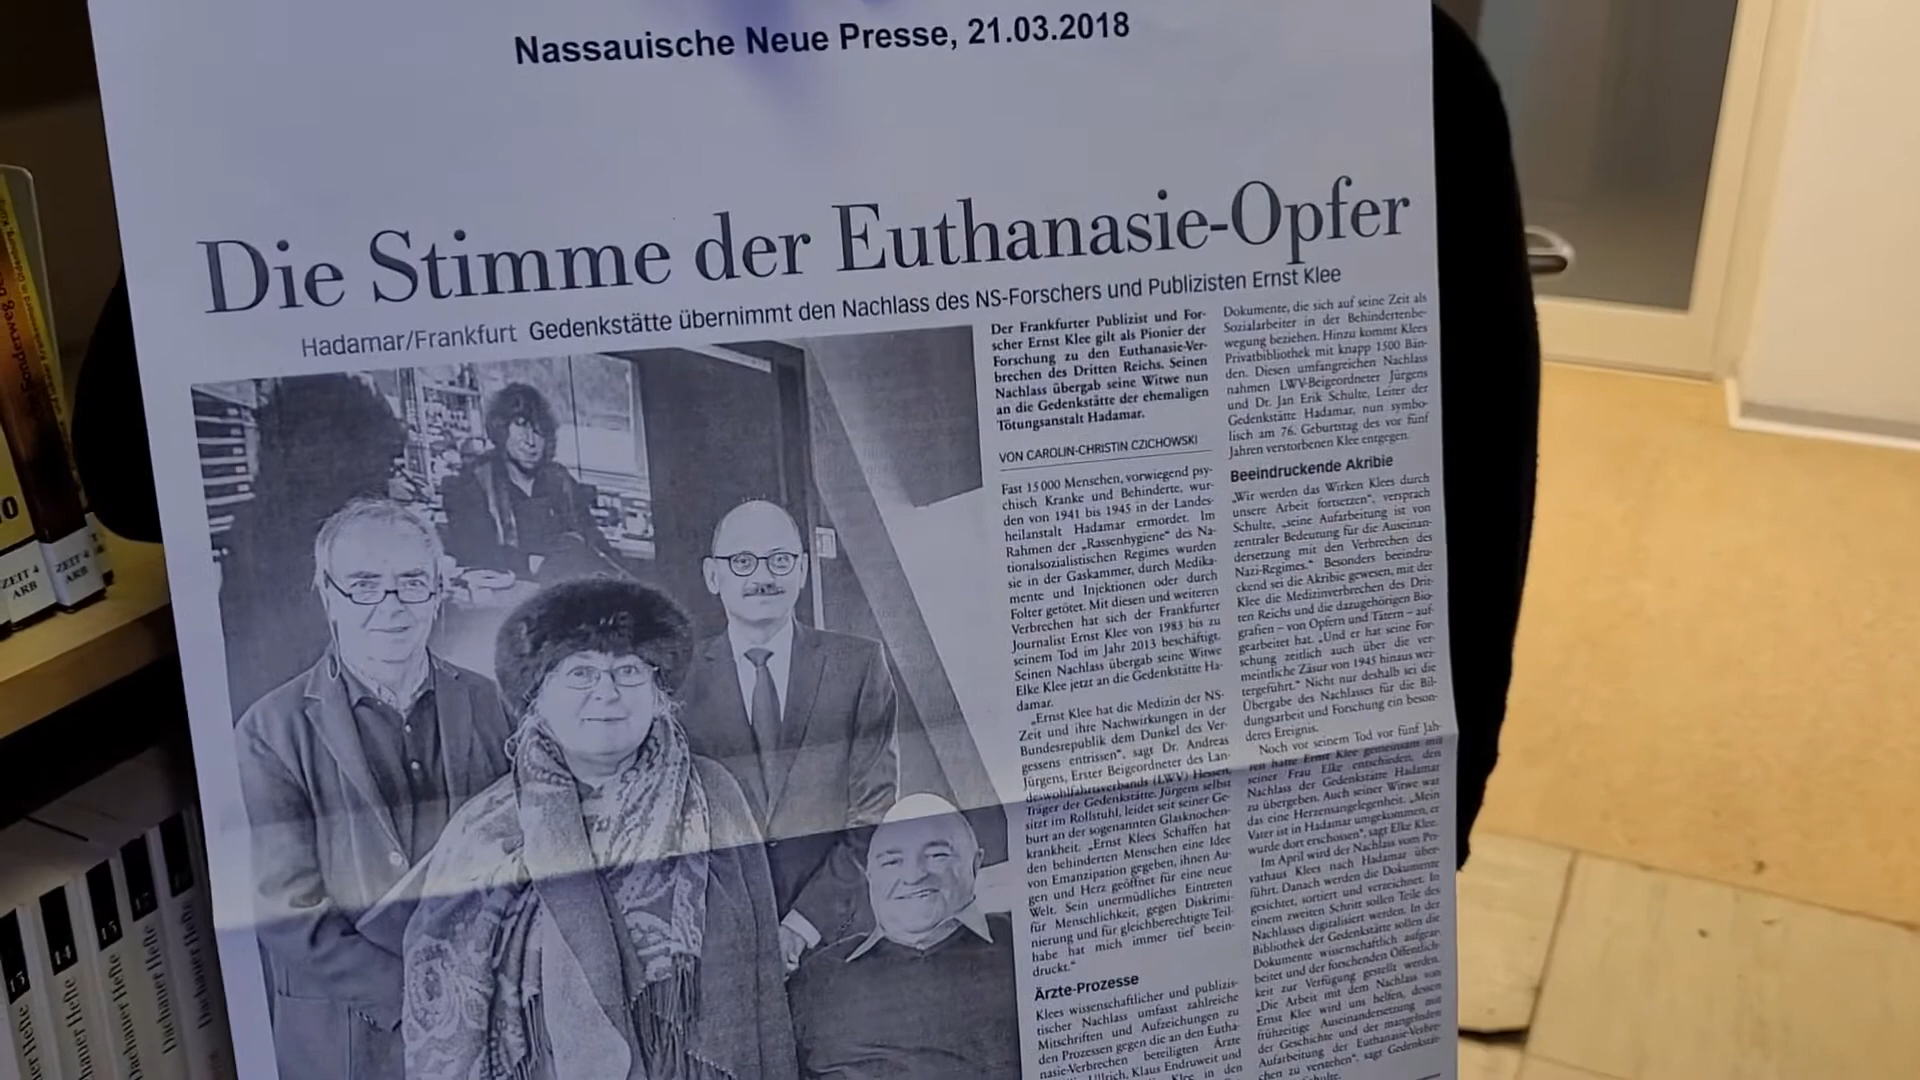 Nassauische Neue Presse, 21.03.2018
Die Stimme der Euthanasie-Opfer
Hadamar/Frankfurt Gedenkstätte übernimmt den Nachlass des NS-Forschers und Publizisten Ernst Klee
Der Frankfurter Publizist und For-
scher Ernst Klee gilt als Pionier der
Forschung zu den Euthanasie-Ver-
brechen des Dritten Reichs. Seinen
Nachlass übergab seine Witwe nun
an die Gedenkstätte der ehemaligen
Tötungsanstalt Hadamar.
VON CAROLIN-CHRISTIN CZICHOWSKI
Fast 15 000 Menschen, vorwiegend psy-
chisch Kranke und Behinderte, wur-
den von 1941 bis 1945 in der Landes-
heilanstalt Hadamar ermordet. Im
Rahmen der „Rassenhygiene" des Na-
tionalsozialistischen Regimes wurden
sie in der Gaskammer, durch Medika-
mente und Injektionen oder durch
Folter getötet. Mit diesen und weiteren
Verbrechen hat sich der Frankfurter
Journalist Ernst Klee von 1983 bis zu
seinem Tod im Jahr 2013 beschäftigt.
Seinen Nachlass übergab seine Witwe
Elke Klee jetzt an die Gedenkstätte Ha-
damar.
„Ernst Klee hat die Medizin der NS-
Zeit und ihre Nachwirkungen in der
Bundesrepublik dem Dunkel des Ver-
gessens entrissen", sagt Dr. Andreas
Jürgens, Erster Beigeordneter des Lan-
deswohlfahrtsverbands (LWV) Hessen,
Träger der Gedenkstätte. Jürgens selbst
sitzt im Rollstuhl, leidet seit seiner Ge-
burt an der sogenannten Glasknochen-
krankheit. „Ernst Klees Schaffen hat
den behinderten Menschen eine Idee
von Emanzipation gegeben, ihnen Au-
gen und Herz geöffnet für eine neue
Welt. Sein unermüdliches Eintreten
für Menschlichkeit, gegen Diskrimi-
nierung und für gleichberechtigte Teil-
habe hat mich immer tief beein-
druckt."
Ärzte-Prozesse
Klees wissenschaftlicher und publizis-
tischer Nachlass umfasst zahlreiche
Mitschriften und Aufzeichungen zu
den Prozessen gegen die an den Eutha-
nasie-Verbrechen beteiligten Ärzte
Ullrich, Klaus Endruweit und
Klee in den
Dokumente, die sich auf seine Zeit als
Sozialarbeiter in der Behindertenbe-
wegung beziehen. Hinzu kommt Klees
Privatbibliothek mit knapp 1500 Bän-
den. Diesen umfangreichen Nachlass
nahmen LWV-Beigeordneter Jürgens
und Dr. Jan Erik Schulte, Leiter der
Gedenkstätte Hadamar, nun symbo-
lisch am 76. Geburtstag des vor fünf
Jahren verstorbenen Klee entgegen.
Beeindruckende Akribie
„Wir werden das Wirken Klees durch
unsere Arbeit fortsetzen", versprach
Schulte, „seine Aufarbeitung ist von
zentraler Bedeutung für die Auseinan-
dersetzung mit den Verbrechen des
Nazi-Regimes." Besonders beeindru-
ckend sei die Akribie gewesen, mit der
Klee die Medizinverbrechen des Drit-
ten Reichs und die dazugehörigen Bio-
grafien – von Opfern und Tätern – auf-
gearbeitet hat. „Und er hat seine For-
schung zeitlich auch über die ver-
meintliche Zäsur von 1945 hinaus wei-
tergeführt." Nicht nur deshalb sei die
Übergabe des Nachlasses für die Bil-
dungsarbeit und Forschung ein beson-
deres Ereignis.
Noch vor seinem Tod vor fünf Jah-
ren hatte Ernst Klee gemeinsam mit
seiner Frau Elke entschieden, den
Nachlass der Gedenkstätte Hadamar
zu übergeben. Auch seiner Witwe war
das eine Herzensangelegenheit. „Mein
Vater ist in Hadamar umgekommen, er
wurde dort erschossen", sagt Elke Klee.
Im April wird der Nachlass vom Pri-
vathaus Klees nach Hadamar über-
führt. Danach werden die Dokumente
gesichtet, sortiert und verzeichnet. In
einem zweiten Schritt sollen Teile des
Nachlasses digitalisiert werden. In der
Bibliothek der Gedenkstätte sollen die
Dokumente wissenschaftlich aufgear-
beitet und der forschenden Öffentlich-
keit zur Verfügung gestellt werden.
„Die Arbeit mit dem Nachlass von
Ernst Klee wird uns helfen, dessen
frühzeitige Auseinandersetzung mit
der Geschichte und der mangelnden
Aufarbeitung der Euthanasie-Verbre-
chen zu verstehen", sagt Gedenkstät-
Schulte.
Sonderweg
10
ZEIT 4
ARB
ZEIT 4
ARB
13
14
15
17
Dachauer Hefte
Dachauer Hefte
Dachauer Hefte